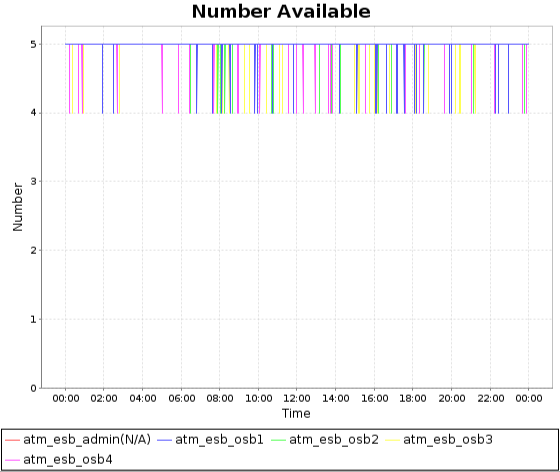 Number Available
5
4
3
2
1
0
Number
00:00 02:00 04:00 06:00 08:00 10:00 12:00 14:00 16:00 18:00 20:00 22:00 00:00
Time
atm_esb_admin(N/A) atm_esb_osb1 atm_esb_osb2 atm_esb_osb3
atm_esb_osb4